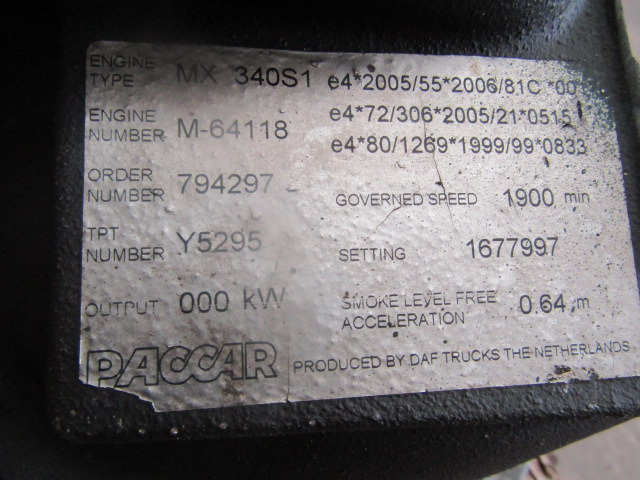 ENGINE TYPE MX 340S1 e4*2005/55*2006/81C *00
e4*72/306*2005/21*0515
ENGINE NUMBER M-64118 e4*80/1269*1999/99*0833
ORDER NUMBER 794297 GOVERNED SPEED 1900 min
TPT NUMBER Y5295 SETTING 1677997
OUTPUT 000 kW SMOKE LEVEL FREE ACCELERATION 0.64 m
PACCAR PRODUCED BY DAF TRUCKS THE NETHERLANDS